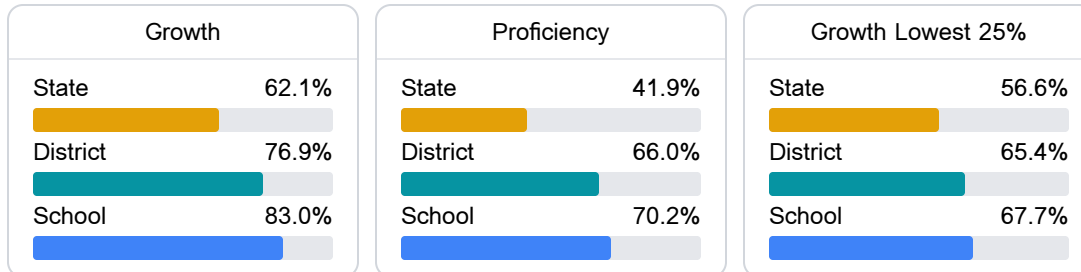 Growth
State 62.1%
District 76.9%
School 83.0%
Proficiency
State 41.9%
District 66.0%
School 70.2%
Growth Lowest 25%
State 56.6%
District 65.4%
School 67.7%